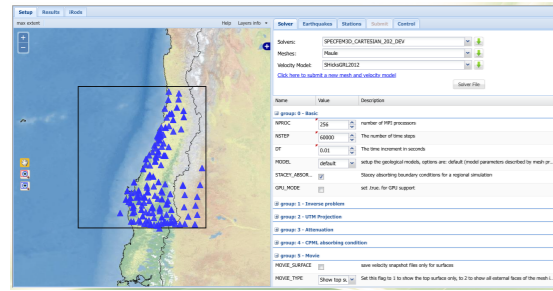 Setup Results iRods
max extent Help Layers info
Solver Earthquakes Stations Submit Control
Solvers: SPECFEM3D_CARTESIAN_202_DEV
Meshes: Maule
Velocity Model: SHicksGRL2012
Click here to submit a new mesh and velocity model
Solver File
Name Value Description
group: 0 - Basic
NPROC 256 number of MPI processors
NSTEP 60000 The number of time steps
DT 0.01 The time increment in seconds
MODEL default setup the geological models, options are: default (model parameters described by mesh pr...
STACEY_ABSOR... Stacey absorbing boundary conditions for a regional simulation
GPU_MODE set .true. for GPU support
group: 1 - Inverse problem
group: 2 - UTM Projection
group: 3 - Attenuation
group: 4 - CPML absorbing condition
group: 5 - Movie
MOVIE_SURFACE save velocity snapshot files only for surfaces
MOVIE_TYPE Show top s. Set this flag to 1 to show the top surface only, to 2 to show all external faces of the mesh i...